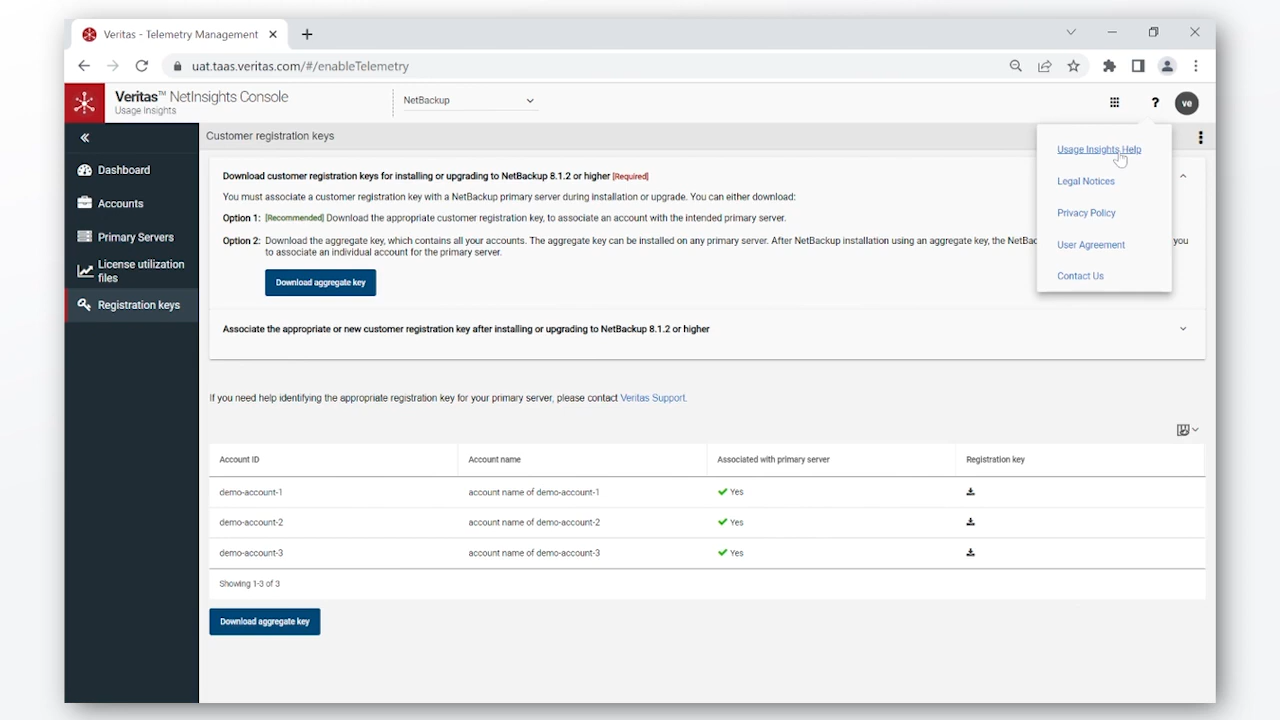 Veritas - Telemetry Management
uat.taas.veritas.com/#/enableTelemetry
Veritas™ NetInsights Console
Usage Insights
NetBackup
?
ve
Customer registration keys
Dashboard
Accounts
Primary Servers
License utilization
files
Registration keys
Usage Insights Help
Legal Notices
Privacy Policy
User Agreement
Contact Us
Download customer registration keys for installing or upgrading to NetBackup 8.1.2 or higher [Required]
You must associate a customer registration key with a NetBackup primary server during installation or upgrade. You can either download:
Option 1: [Recommended] Download the appropriate customer registration key, to associate an account with the intended primary server.
Option 2: Download the aggregate key, which contains all your accounts. The aggregate key can be installed on any primary server. After NetBackup installation using an aggregate key, the NetBac you
to associate an individual account for the primary server.
Download aggregate key
Associate the appropriate or new customer registration key after installing or upgrading to NetBackup 8.1.2 or higher
If you need help identifying the appropriate registration key for your primary server, please contact Veritas Support.
Account ID Account name Associated with primary server Registration key
demo-account-1 account name of demo-account-1 Yes
demo-account-2 account name of demo-account-2 Yes
demo-account-3 account name of demo-account-3 Yes
Showing 1-3 of 3
Download aggregate key